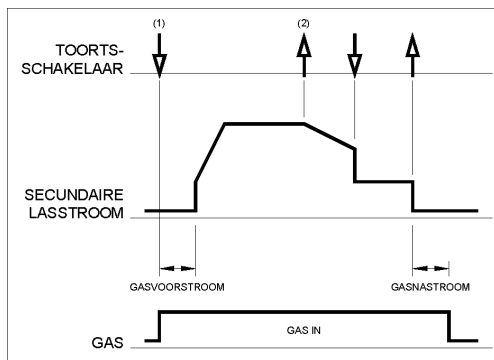 (1)
(2)
TOORTS-
SCHAKELAAR
SECUNDAIRE
LASSTROOM
GASVOORSTROOM
GASNASTROOM
GAS IN
GAS